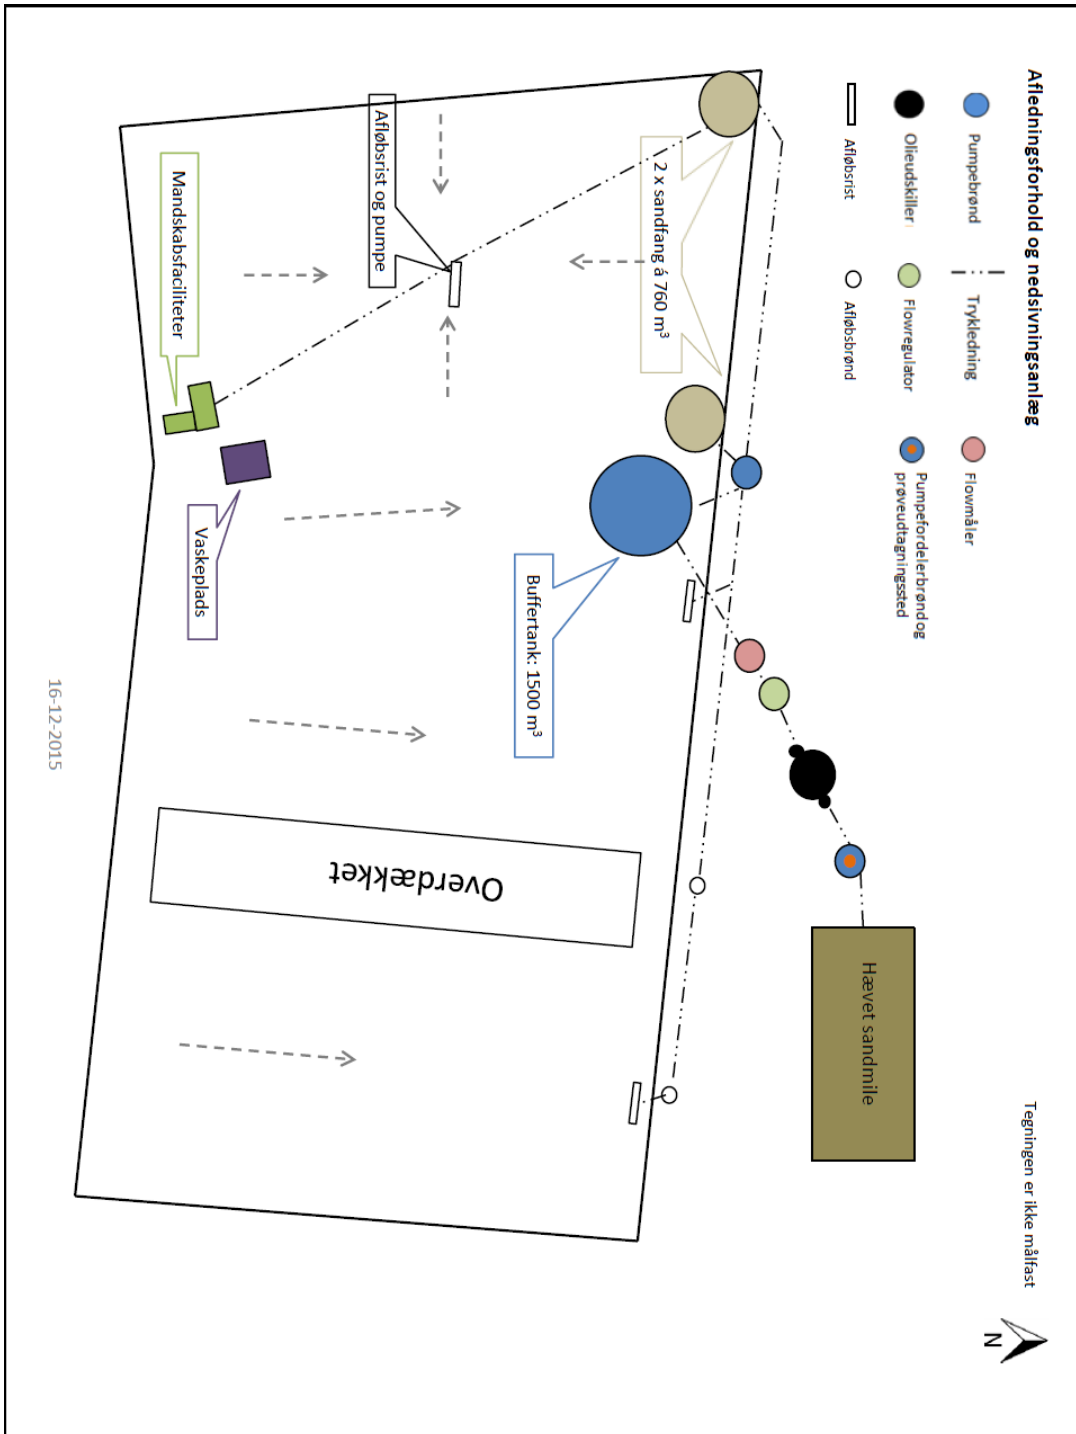 Afledningsforhold og nedsivningsanlæg
Pumpebrønd
Trykledning
Flowmåler
Olieudskiller
Flowregulator
Pumpefordelerbrønd og
prøveudtagningssted
Afløbsrist
Afløbsbrønd
Tegningen er ikke målfast
N
2 x sandfang á 760 m³
Afløbsrist og pumpe
Mandskabsfaciliteter
Vaskeplads
Buffertank: 1500 m³
Overdækket
Hævet sandmile
16-12-2015